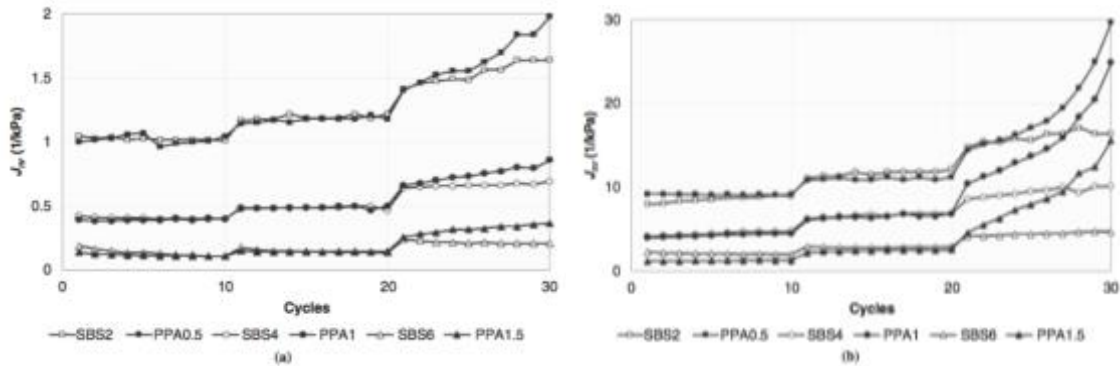 2
1.5
1
0.5
0
J_nr (1/kPa)
0 10 20 30
Cycles
SBS2 PPA0.5 SBS4 PPA1 SBS6 PPA1.5
(a)
30
20
10
0
J_nr (1/kPa)
0 10 20 30
Cycles
SBS2 PPA0.5 SBS4 PPA1 SBS6 PPA1.5
(b)